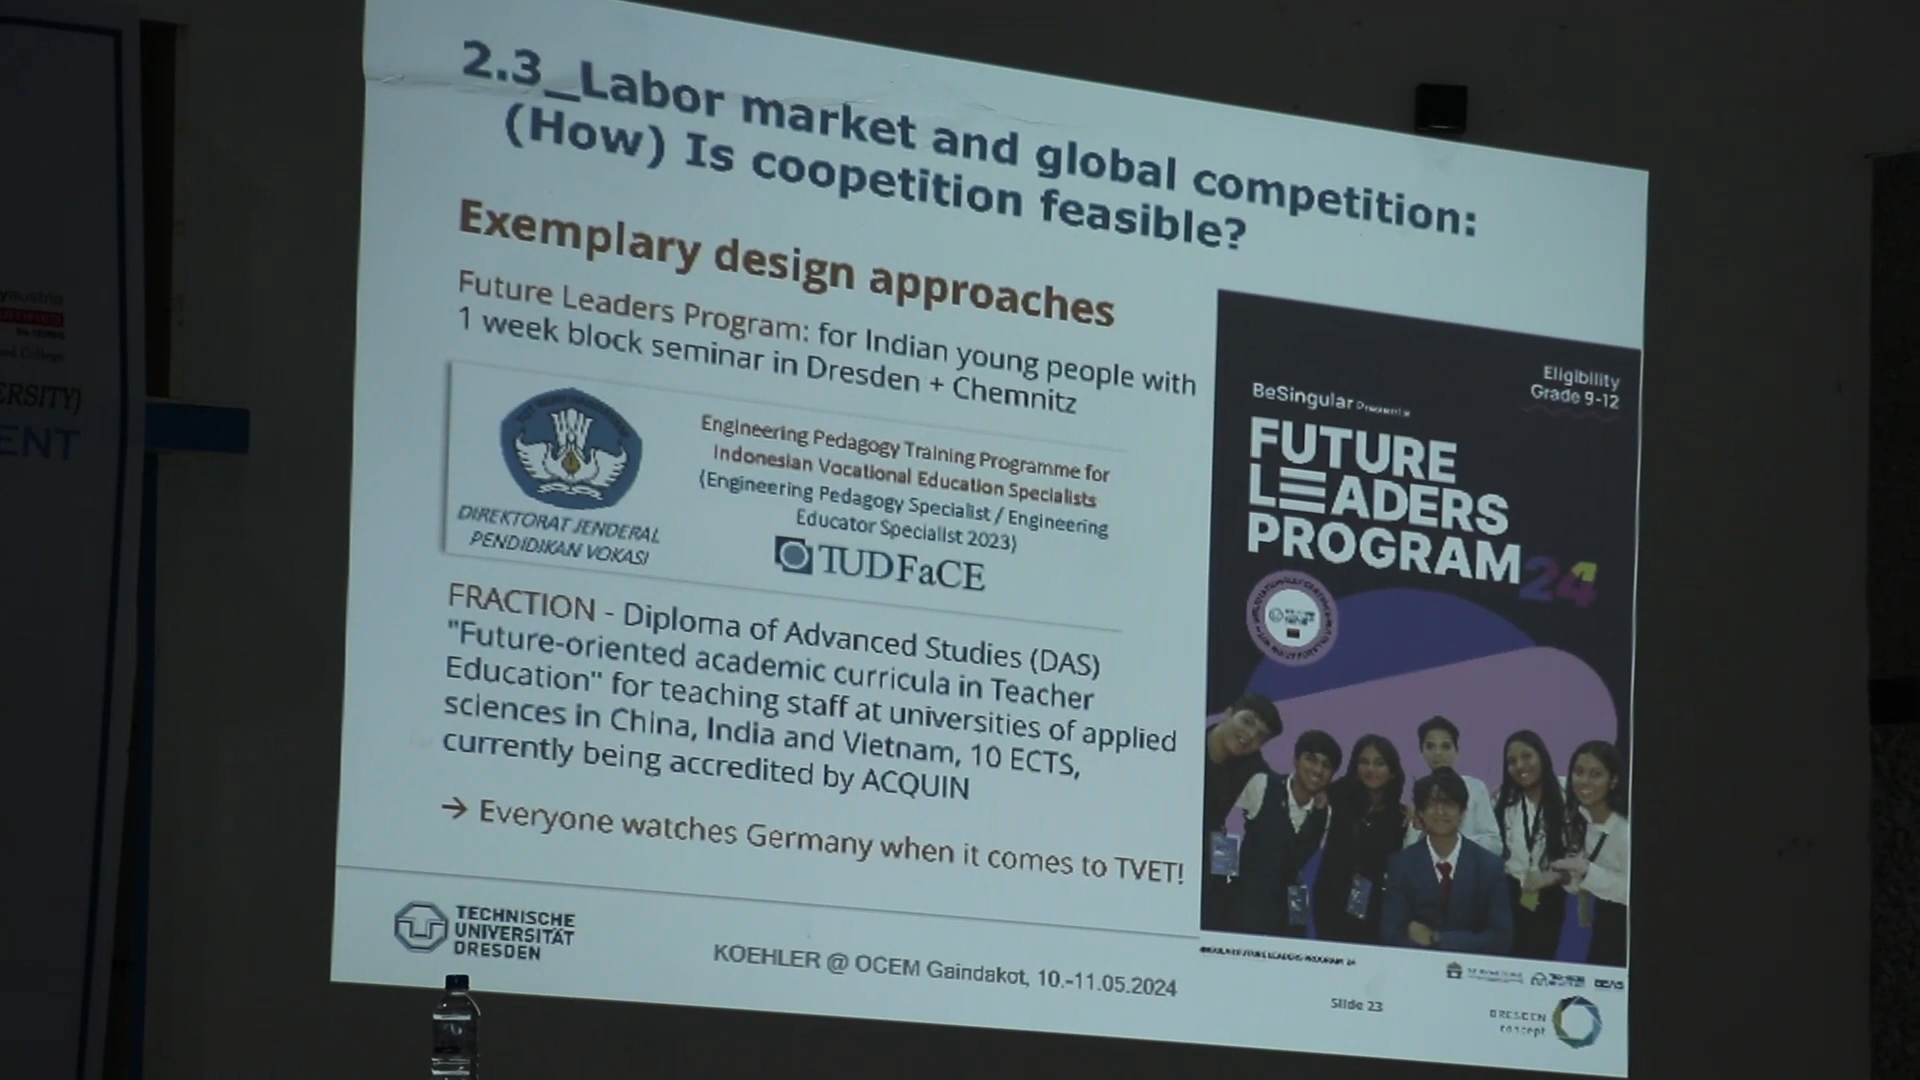 2.3_Labor market and global competition:
(How) Is coopetition feasible?
Exemplary design approaches
Future Leaders Program: for Indian young people with
1 week block seminar in Dresden + Chemnitz
DIREKTORAT JENDERAL
PENDIDIKAN VOKASI
Engineering Pedagogy Training Programme for
Indonesian Vocational Education Specialists
(Engineering Pedagogy Specialist / Engineering
Educator Specialist 2023)
TUDFaCE
FRACTION - Diploma of Advanced Studies (DAS)
"Future-oriented academic curricula in Teacher
Education" for teaching staff at universities of applied
sciences in China, India and Vietnam, 10 ECTS,
currently being accredited by ACQUIN
→ Everyone watches Germany when it comes to TVET!
Eligibility
Grade 9-12
BeSingular Presents
FUTURE
LEADERS
PROGRAM 24
TECHNISCHE
UNIVERSITÄT
DRESDEN
KOEHLER @ OCEM Gaindakot, 10.-11.05.2024
Slide 23
DRESDEN
concept
ERSITY)
ENT